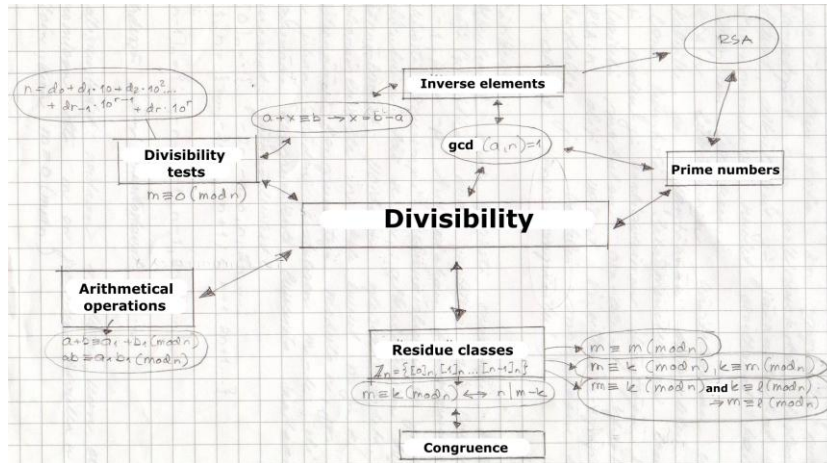 RSA
n = d₀ + d₁·10 + d₂·10²...
+ dr-1·10^r-1 + dr·10^r
Inverse elements
a + x ≡ b → x = b - a
gcd (a, n) = 1
Divisibility
tests
m ≡ 0 (mod n)
Prime numbers
Divisibility
Arithmetical
operations
a+b ≡ a₁ + b₁ (mod n)
ab ≡ a₁b₁ (mod n)
Residue classes
ℤn = {[0]n, [1]n ... [n-1]n}
m ≡ k (mod n) ↔ n | m-k
m ≡ m (mod n)
m ≡ k (mod n), k ≡ m (mod n)
m ≡ k (mod n) and k ≡ l (mod n)
→ m ≡ l (mod n)
Congruence